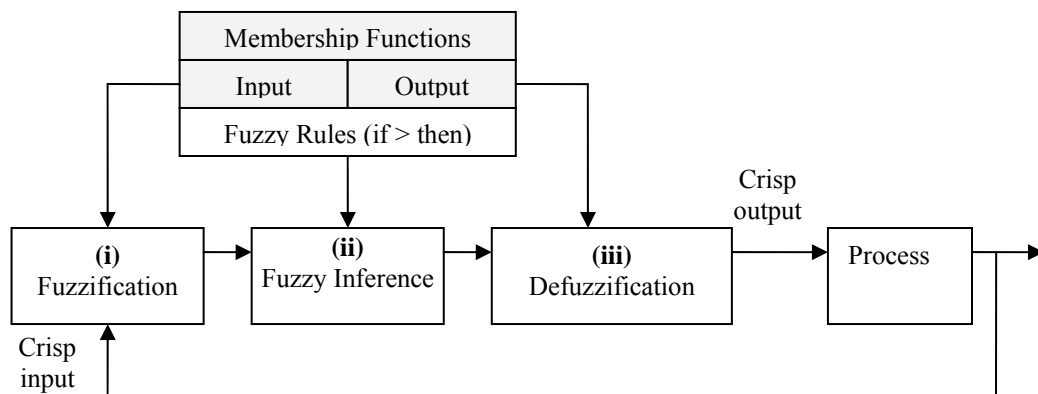 Membership Functions
Input
Output
Fuzzy Rules (if > then)
Crisp
output
(i)
Fuzzification
(ii)
Fuzzy Inference
(iii)
Defuzzification
Process
Crisp
input